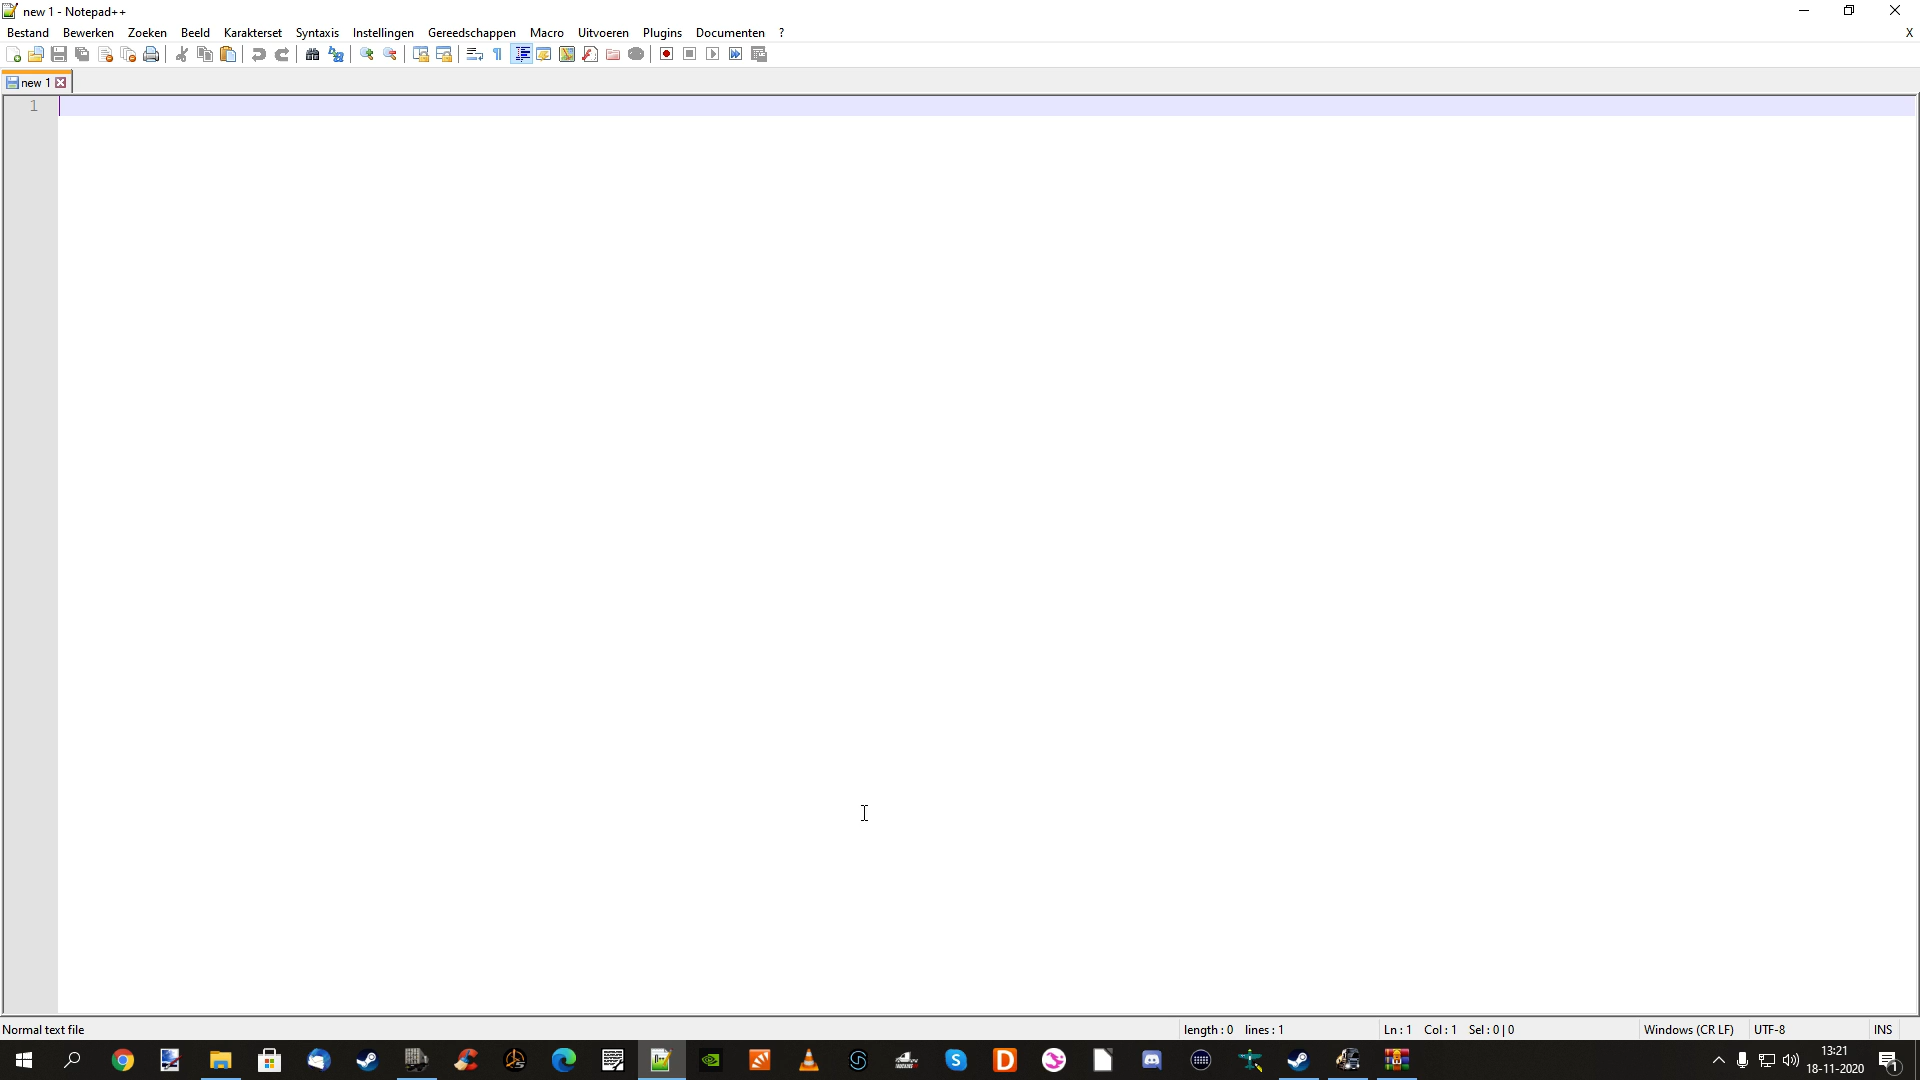 new 1 - Notepad++
Bestand Bewerken Zoeken Beeld Karakterset Syntaxis Instellingen Gereedschappen Macro Uitvoeren Plugins Documenten ? X
new 1
1
Normal text file length : 0 lines : 1 Ln : 1 Col : 1 Sel : 0 | 0 Windows (CR LF) UTF-8 INS
13:21
18-11-2020
1